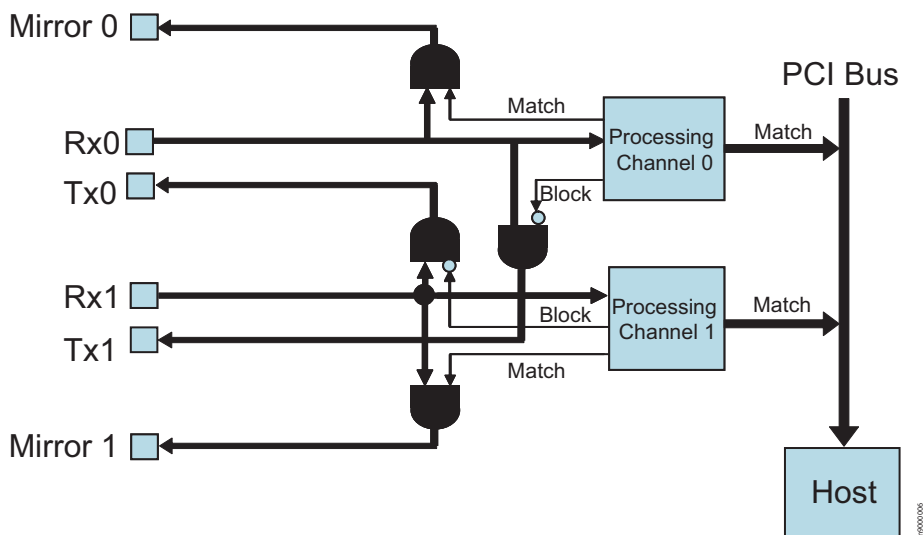 Mirror 0
PCI Bus
Match
Rx0
Processing
Channel 0
Match
Tx0
Block
Rx1
Processing
Channel 1
Match
Block
Tx1
Match
Mirror 1
Host